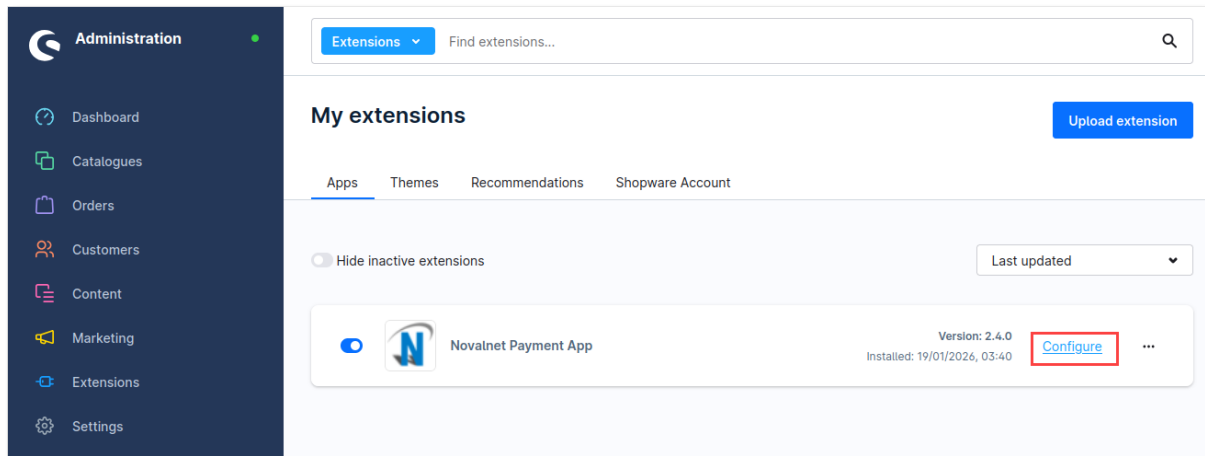 Administration
Dashboard
Catalogues
Orders
Customers
Content
Marketing
Extensions
Settings
Extensions
Find extensions...
My extensions
Upload extension
Apps
Themes
Recommendations
Shopware Account
Hide inactive extensions
Last updated
N
Novalnet Payment App
Version: 2.4.0
Installed: 19/01/2026, 03:40
Configure